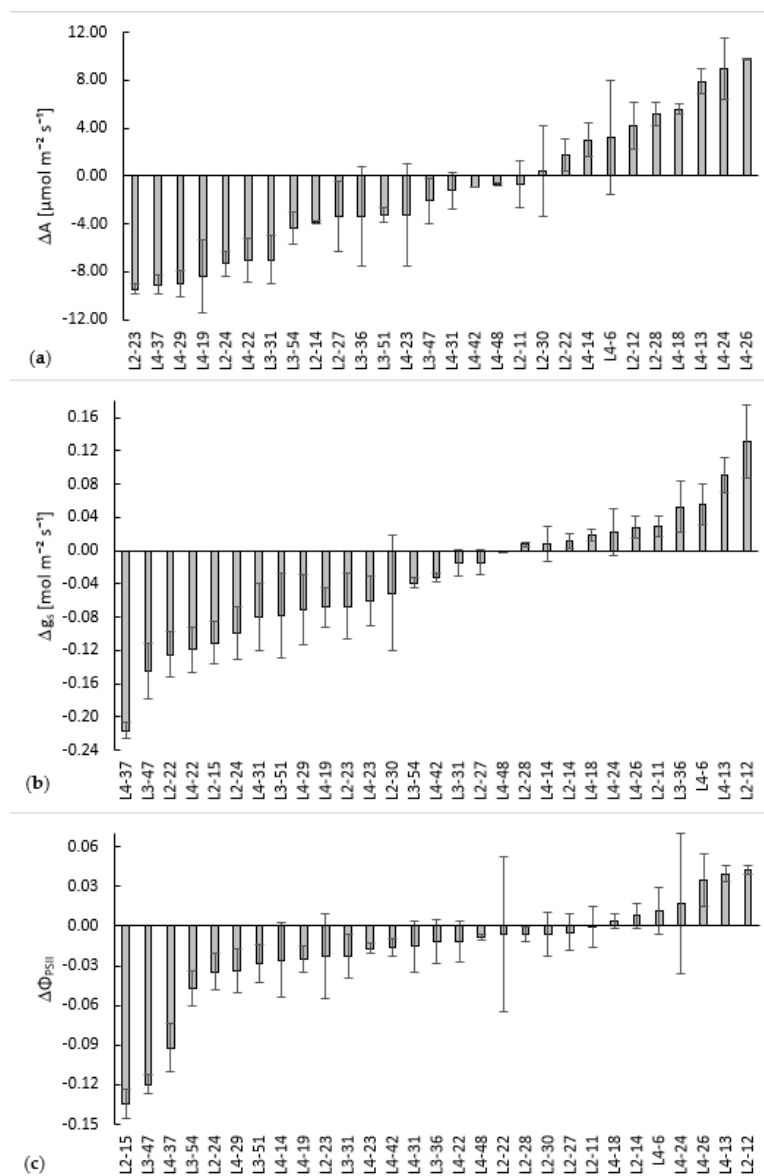 12.00
8.00
4.00
0.00
-4.00
-8.00
-12.00
ΔA [µmol m⁻² s⁻¹]
L2-23 L4-37 L4-29 L4-19 L2-24 L4-22 L3-31 L3-54 L2-14 L2-27 L3-36 L3-51 L4-23 L3-47 L4-31 L4-42 L4-48 L2-11 L2-30 L2-22 L4-14 L4-6 L2-12 L2-28 L4-18 L4-13 L4-24 L4-26
(a)
0.16
0.12
0.08
0.04
0.00
-0.04
-0.08
-0.12
-0.16
-0.20
-0.24
Δgₛ [mol m⁻² s⁻¹]
L4-37 L3-47 L2-22 L4-22 L2-15 L2-24 L4-31 L3-51 L4-29 L4-19 L2-23 L4-23 L2-30 L3-54 L4-42 L3-31 L2-27 L4-48 L2-28 L4-14 L2-14 L4-18 L4-24 L4-26 L2-11 L3-36 L4-6 L4-13 L2-12
(b)
0.06
0.03
0.00
-0.03
-0.06
-0.09
-0.12
-0.15
ΔΦPSII
L2-15 L3-47 L4-37 L3-54 L2-24 L4-29 L3-51 L4-14 L4-19 L2-23 L3-31 L4-23 L4-42 L4-31 L3-36 L4-22 L4-48 L2-22 L2-28 L2-30 L2-27 L2-11 L4-18 L2-14 L4-6 L4-24 L4-26 L4-13 L2-12
(c)